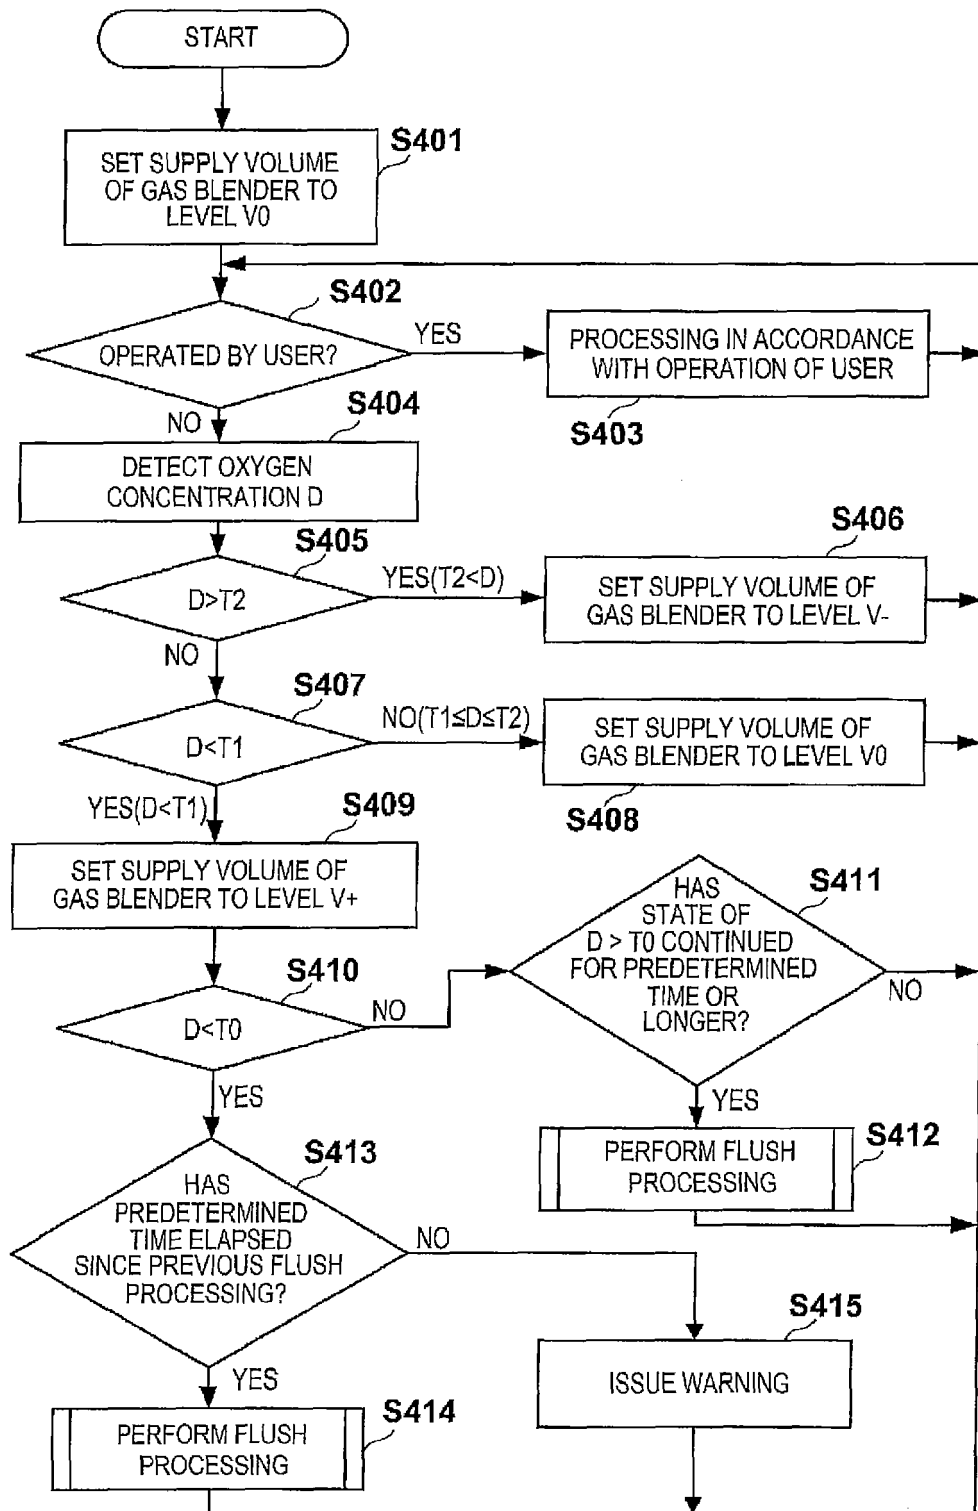 START
S401
SET SUPPLY VOLUME
OF GAS BLENDER TO
LEVEL V0
S402
OPERATED BY USER?
YES
PROCESSING IN ACCORDANCE
WITH OPERATION OF USER
S403
NO
S404
DETECT OXYGEN
CONCENTRATION D
S405
D>T2
YES(T2<D)
S406
SET SUPPLY VOLUME OF
GAS BLENDER TO LEVEL V-
NO
S407
D<T1
NO(T1≤D≤T2)
SET SUPPLY VOLUME OF
GAS BLENDER TO LEVEL V0
S408
YES(D<T1)
S409
SET SUPPLY VOLUME OF
GAS BLENDER TO LEVEL V+
S410
D<T0
NO
S411
HAS
STATE OF
D > T0 CONTINUED
FOR PREDETERMINED
TIME OR
LONGER?
NO
YES
S412
PERFORM FLUSH
PROCESSING
YES
S413
HAS
PREDETERMINED
TIME ELAPSED
SINCE PREVIOUS FLUSH
PROCESSING?
NO
S415
ISSUE WARNING
YES
S414
PERFORM FLUSH
PROCESSING